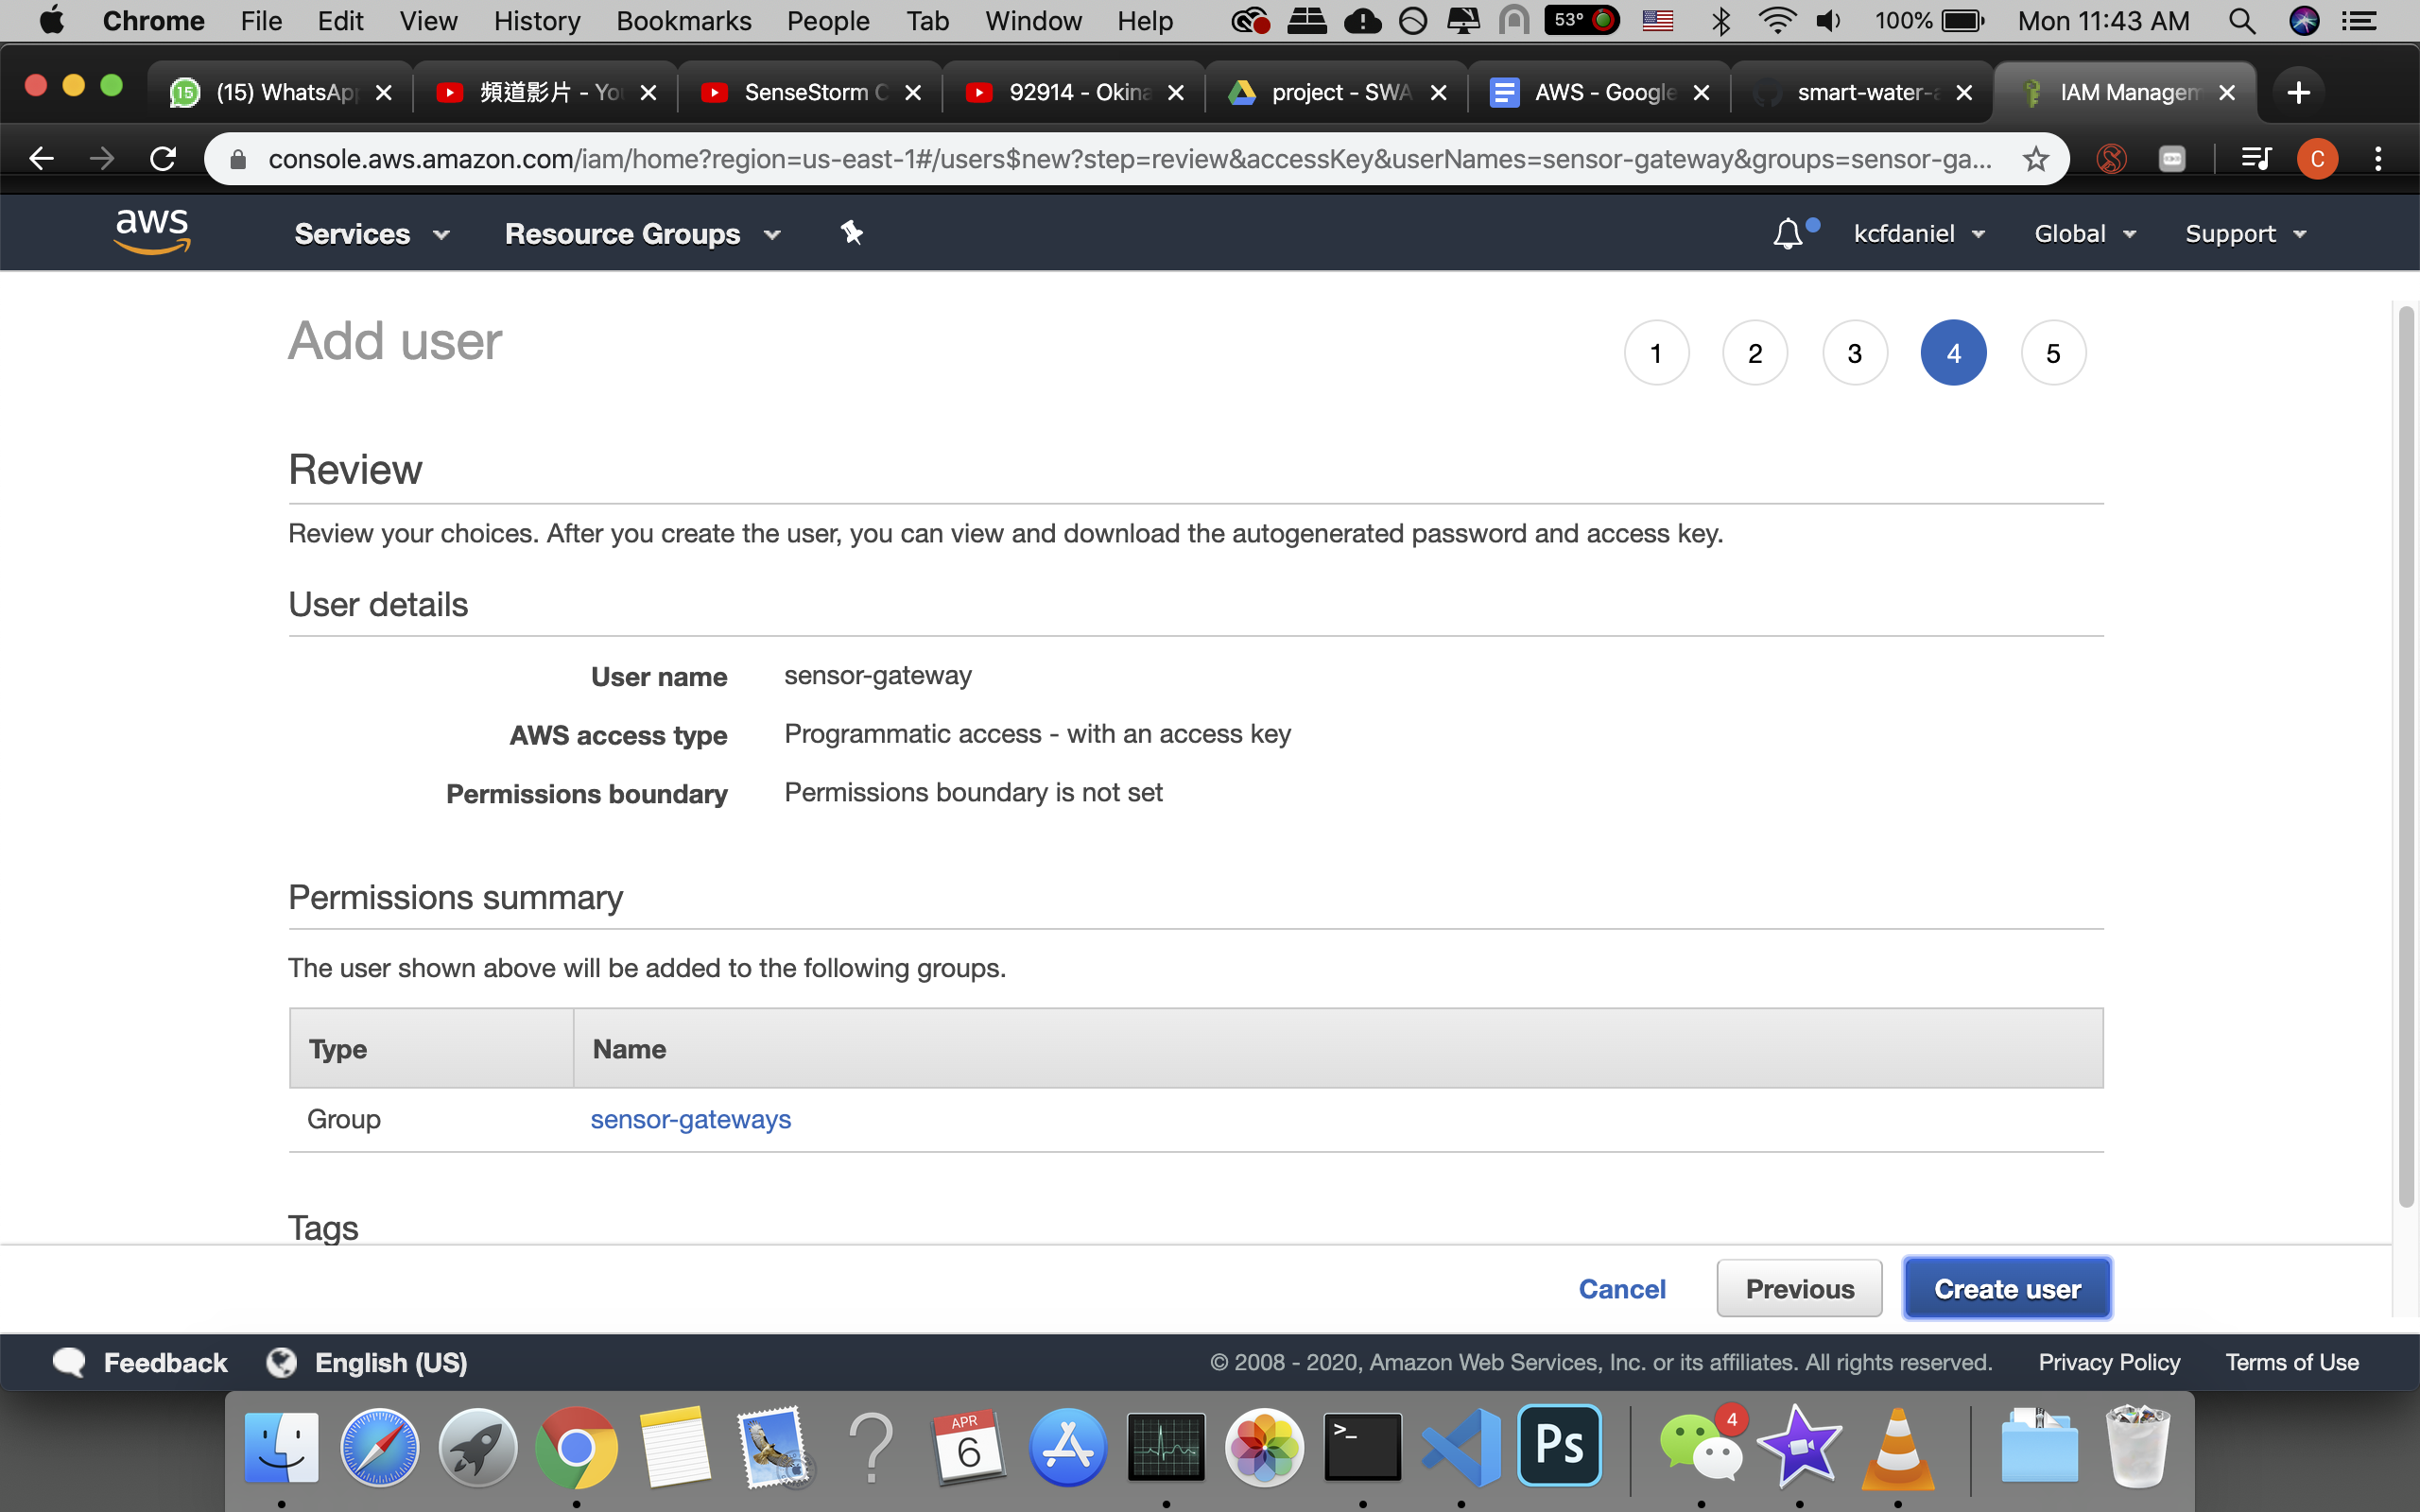 Chrome File Edit View History Bookmarks People Tab Window Help 53° 100% Mon 11:43 AM
15 (15) WhatsApp 頻道影片 - You SenseStorm C 92914 - Okina project - SWA AWS - Google smart-water-a IAM Managem
console.aws.amazon.com/iam/home?region=us-east-1#/users$new?step=review&accessKey&userNames=sensor-gateway&groups=sensor-ga... C
aws Services Resource Groups kcfdaniel Global Support
Add user 1 2 3 4 5
Review
Review your choices. After you create the user, you can view and download the autogenerated password and access key.
User details
User name sensor-gateway
AWS access type Programmatic access - with an access key
Permissions boundary Permissions boundary is not set
Permissions summary
The user shown above will be added to the following groups.
Type Name
Group sensor-gateways
Tags
Cancel Previous Create user
Feedback English (US) © 2008 - 2020, Amazon Web Services, Inc. or its affiliates. All rights reserved. Privacy Policy Terms of Use
APR 6 >_ Ps 4